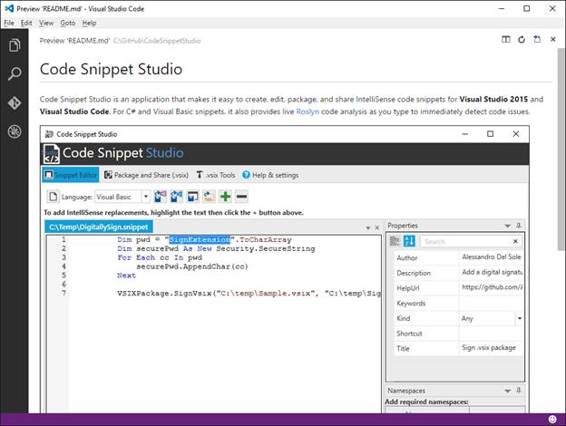 Preview 'README.md' - Visual Studio Code
File Edit View Goto Help
Preview 'README.md' C:\GitHub\CodeSnippetStudio
Code Snippet Studio
Code Snippet Studio is an application that makes it easy to create, edit, package, and share IntelliSense code snippets for Visual Studio 2015 and
Visual Studio Code. For C# and Visual Basic snippets, it also provides live Roslyn code analysis as you type to immediately detect code issues.
Code Snippet Studio
Code Snippet Studio
Snippet Editor Package and Share (.vsix) .vsix Tools Help & settings
Language: Visual Basic
To add IntelliSense replacements, highlight the text then click the + button above.
C:\Temp\DigitallySign.snippet
1 Dim pwd = "SignExtension".ToCharArray
2 Dim securePwd As New Security.SecureString
3 For Each cc In pwd
4 securePwd.AppendChar(cc)
5 Next
6
7 VSIXPackage.SignVsix("C:\temp\Sample.vsix", "C:\temp\Sig
Properties
Search
Author Alessandro Del Sole
Description Add a digital signatu
HelpUrl https://github.com/A
Keywords
Kind Any
Shortcut
Title Sign .vsix package
Namespaces
Add required namespaces: